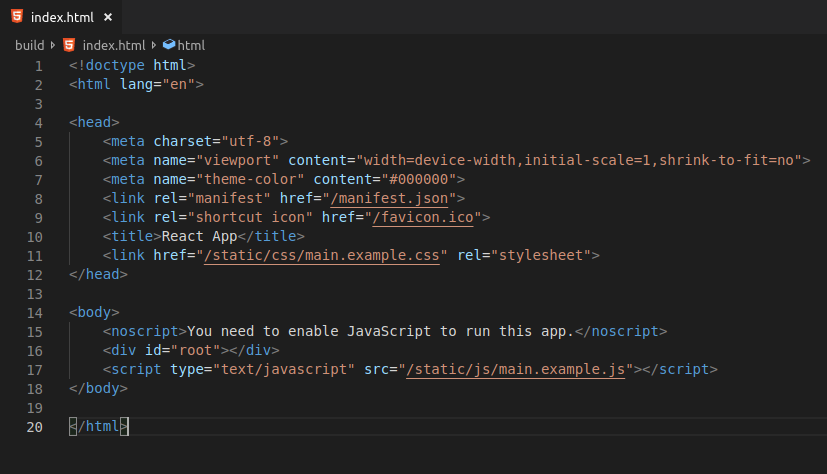 index.html ×
build index.html html
1 <!doctype html>
2 <html lang="en">
3
4 <head>
5 <meta charset="utf-8">
6 <meta name="viewport" content="width=device-width,initial-scale=1,shrink-to-fit=no">
7 <meta name="theme-color" content="#000000">
8 <link rel="manifest" href="/manifest.json">
9 <link rel="shortcut icon" href="/favicon.ico">
10 <title>React App</title>
11 <link href="/static/css/main.example.css" rel="stylesheet">
12 </head>
13
14 <body>
15 <noscript>You need to enable JavaScript to run this app.</noscript>
16 <div id="root"></div>
17 <script type="text/javascript" src="/static/js/main.example.js"></script>
18 </body>
19
20 </html>